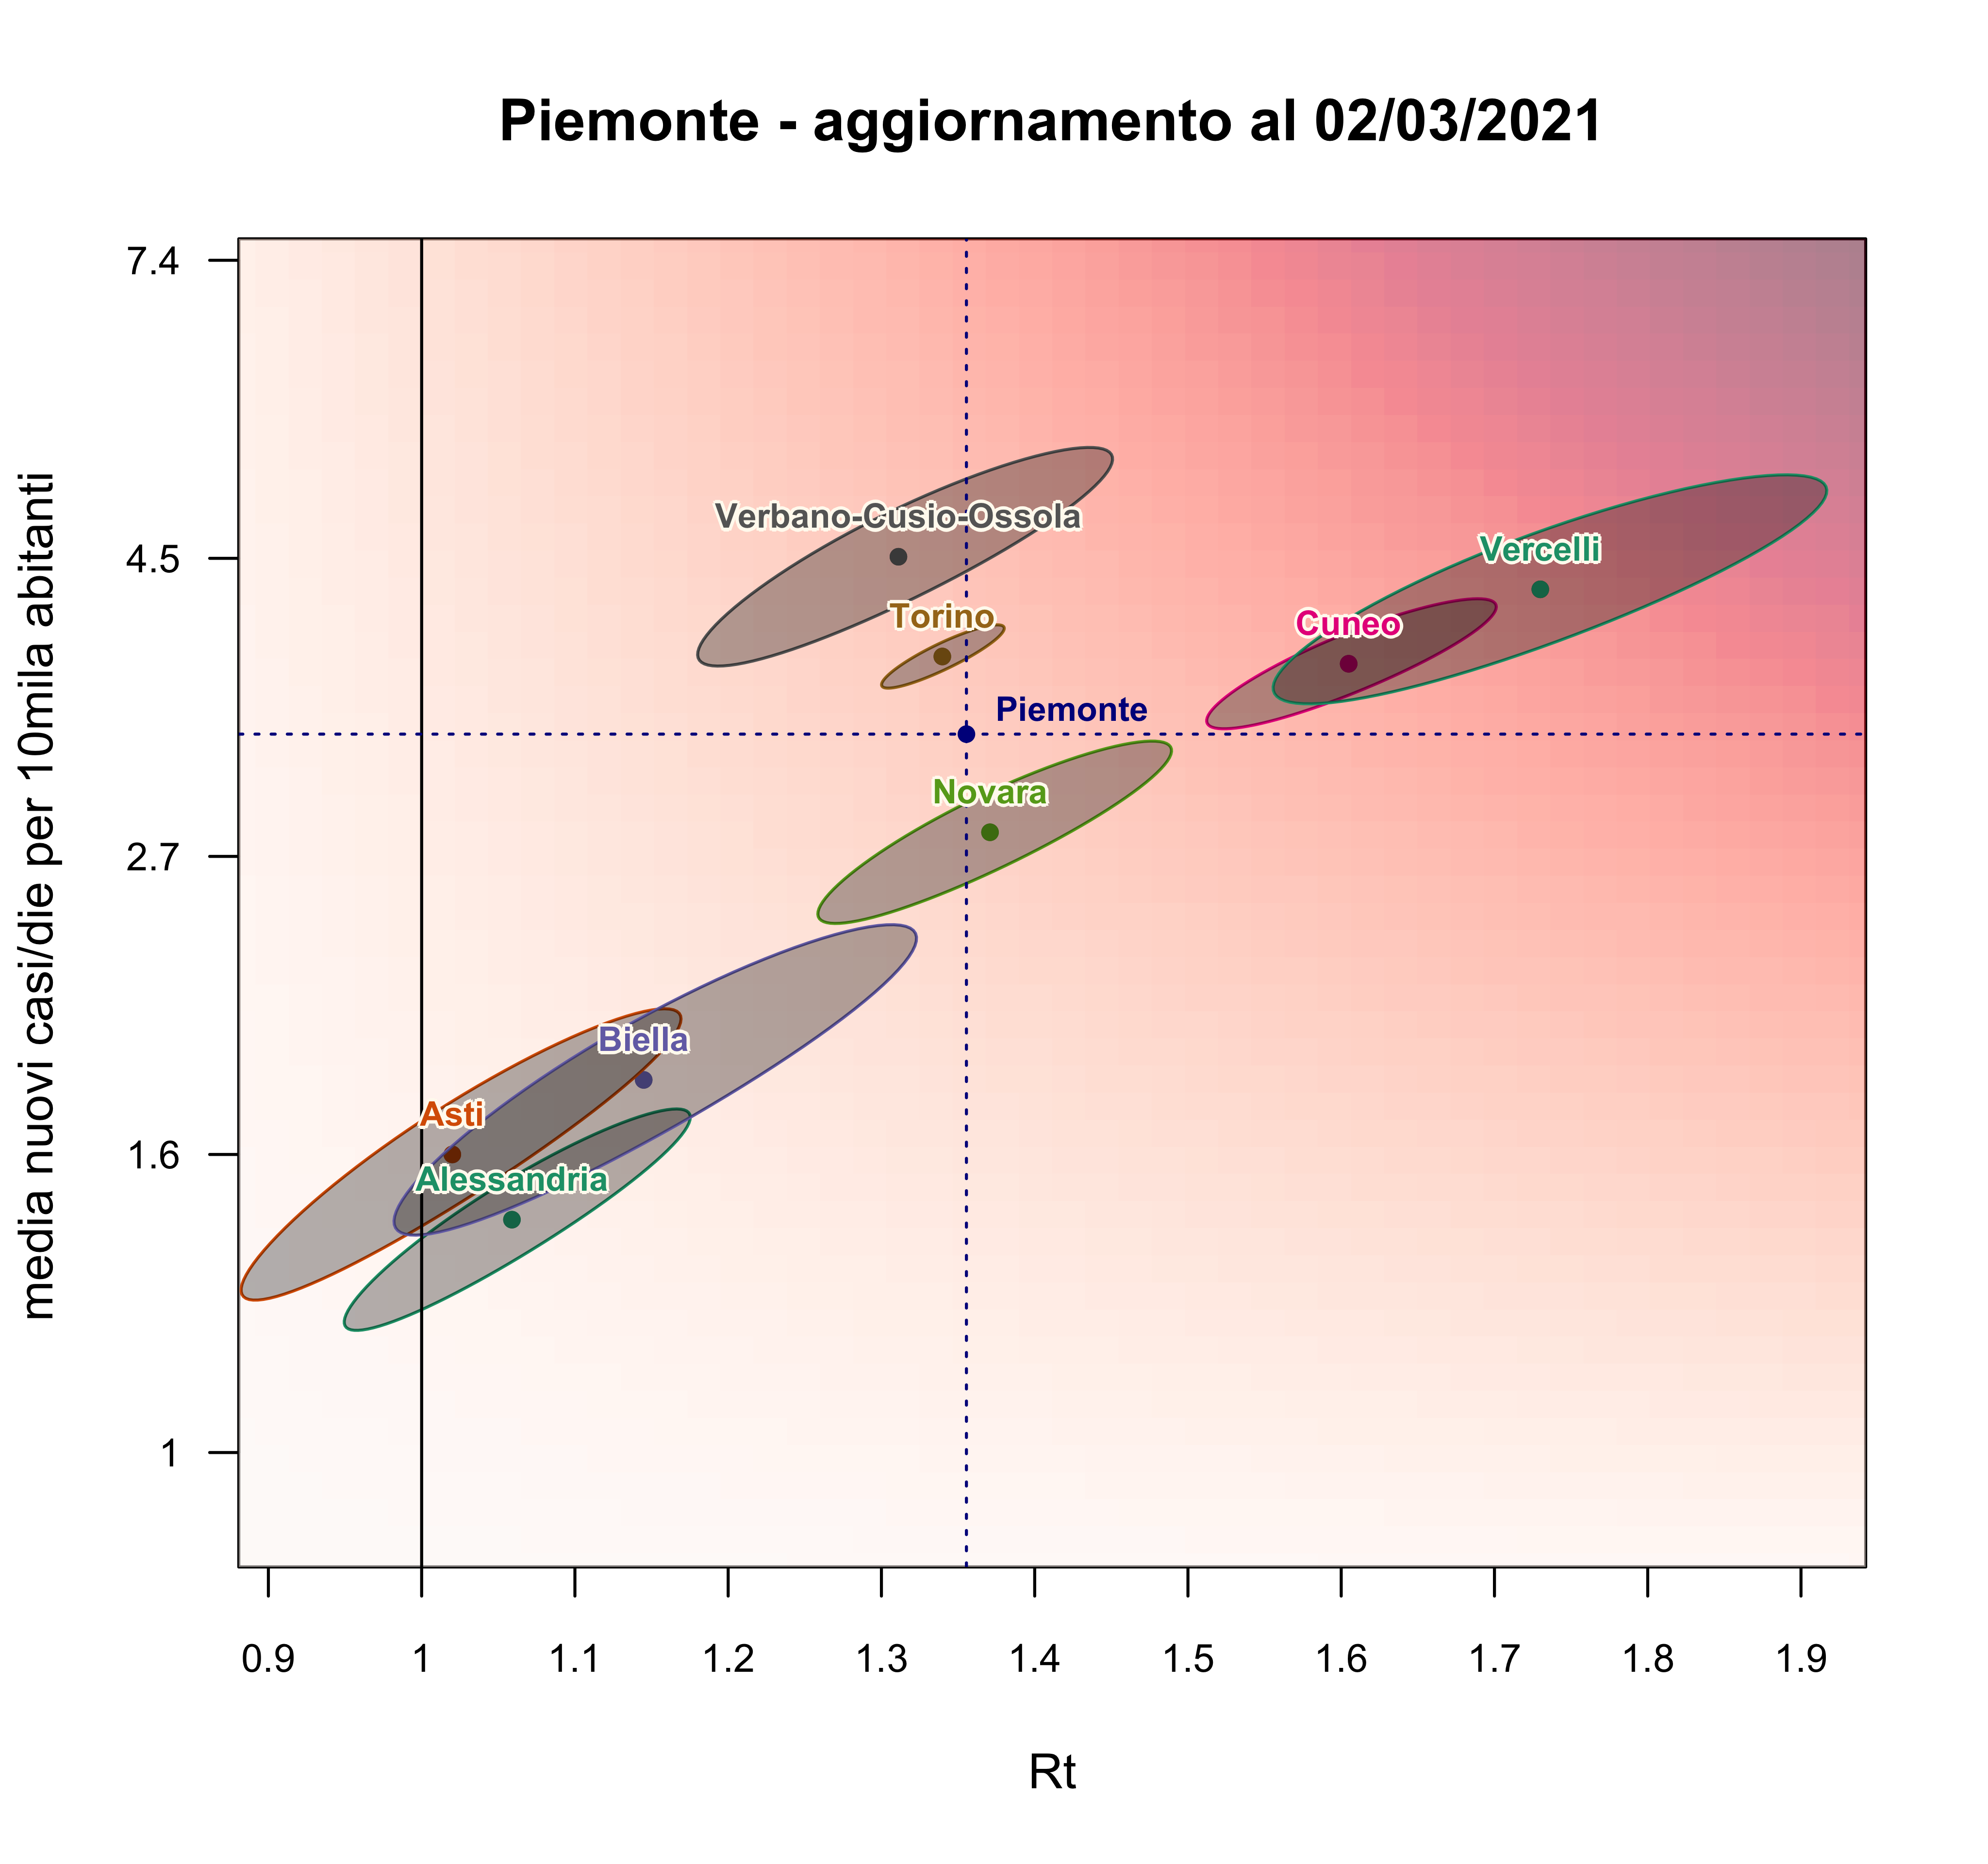 Piemonte - aggiornamento al 02/03/2021
media nuovi casi/die per 10mila abitanti
7.4
4.5
2.7
1.6
1
Verbano-Cusio-Ossola
Vercelli
Torino
Cuneo
Piemonte
Novara
Biella
Asti
Alessandria
0.9 1 1.1 1.2 1.3 1.4 1.5 1.6 1.7 1.8 1.9
Rt